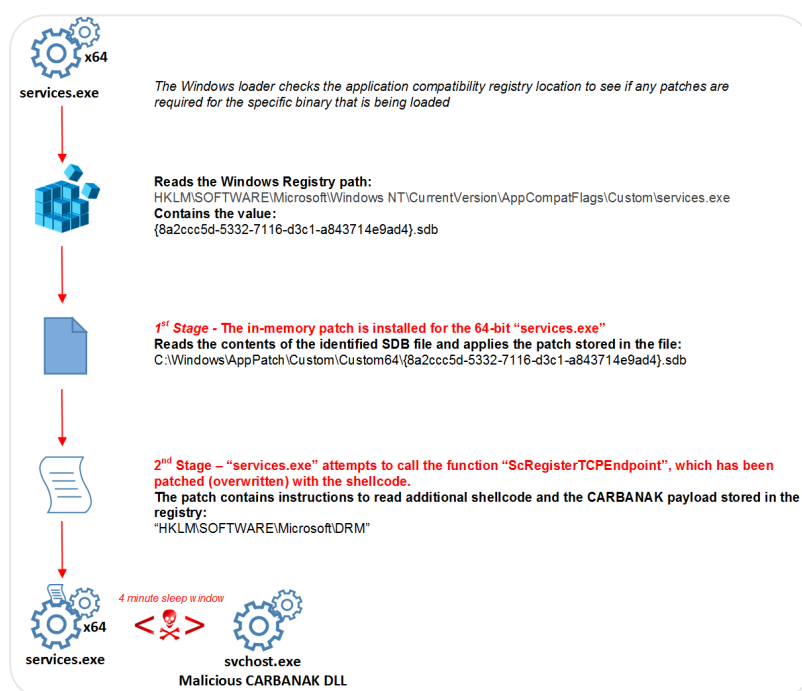 x64
services.exe
The Windows loader checks the application compatibility registry location to see if any patches are
required for the specific binary that is being loaded
Reads the Windows Registry path:
HKLM\SOFTWARE\Microsoft\Windows NT\CurrentVersion\AppCompatFlags\Custom\services.exe
Contains the value:
{8a2ccc5d-5332-7116-d3c1-a843714e9ad4}.sdb
1st Stage - The in-memory patch is installed for the 64-bit “services.exe”
Reads the contents of the identified SDB file and applies the patch stored in the file:
C:\Windows\AppPatch\Custom\Custom64\{8a2ccc5d-5332-7116-d3c1-a843714e9ad4}.sdb
2nd Stage – “services.exe” attempts to call the function “ScRegisterTCPEndpoint”, which has been
patched (overwritten) with the shellcode.
The patch contains instructions to read additional shellcode and the CARBANAK payload stored in the
registry:
“HKLM\SOFTWARE\Microsoft\DRM”
4 minute sleep window
x64
services.exe
svchost.exe
Malicious CARBANAK DLL